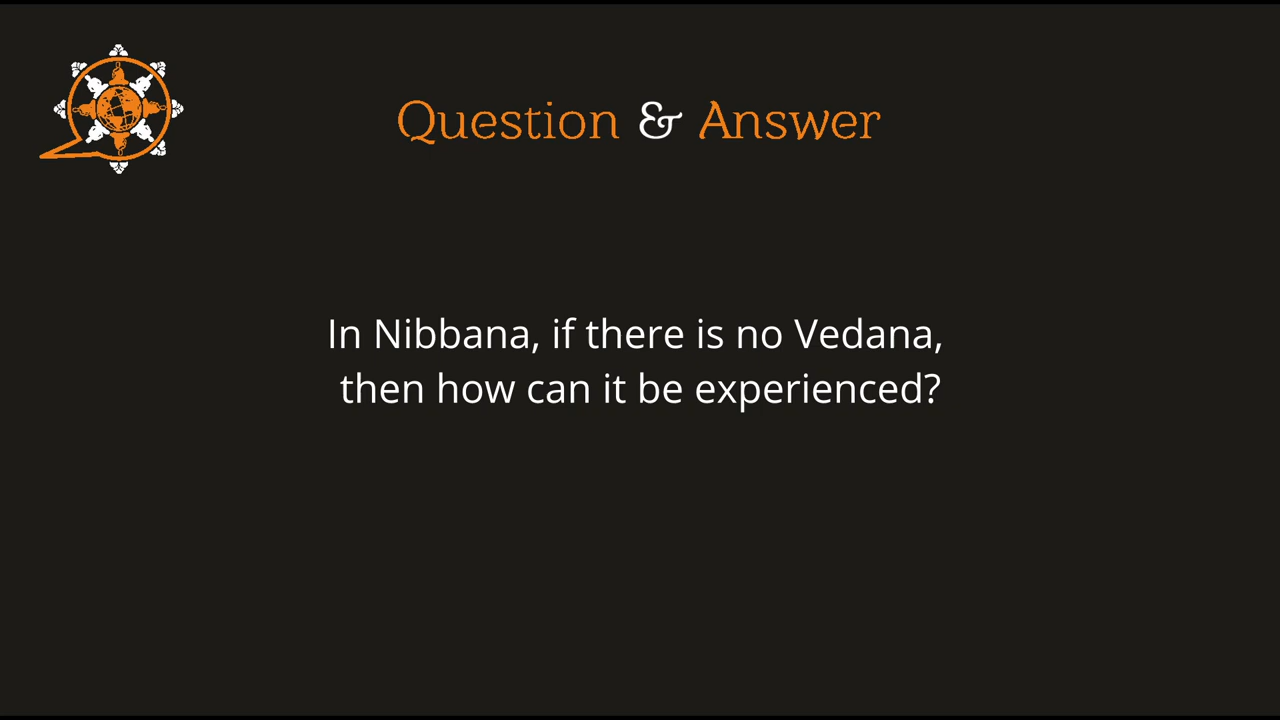 Question & Answer
In Nibbana, if there is no Vedana,
then how can it be experienced?